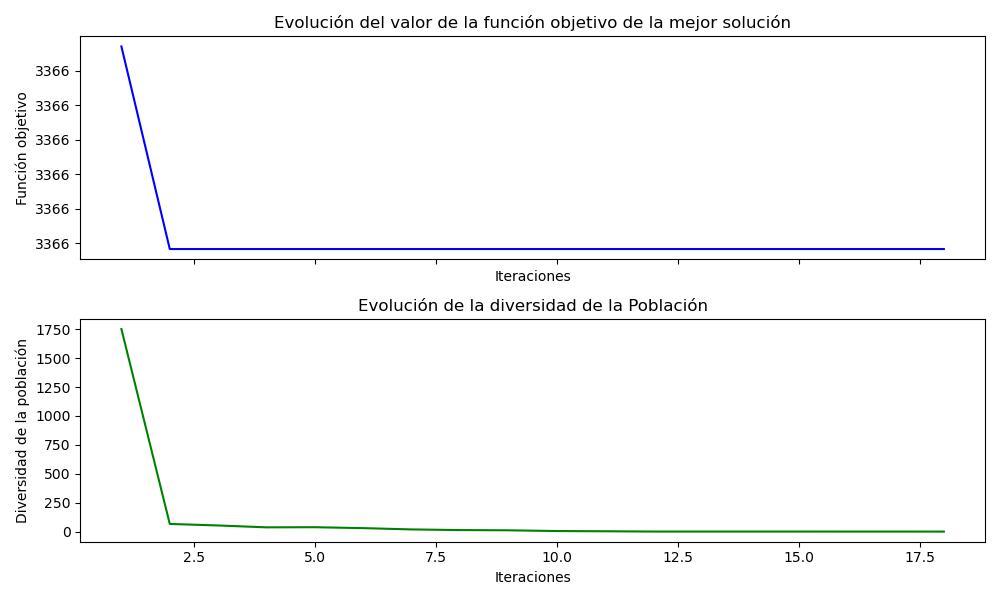 Evolución del valor de la función objetivo de la mejor solución
Función objetivo
3366
3366
3366
3366
3366
3366
Iteraciones
Evolución de la diversidad de la Población
Diversidad de la población
1750
1500
1250
1000
750
500
250
0
2.5 5.0 7.5 10.0 12.5 15.0 17.5
Iteraciones